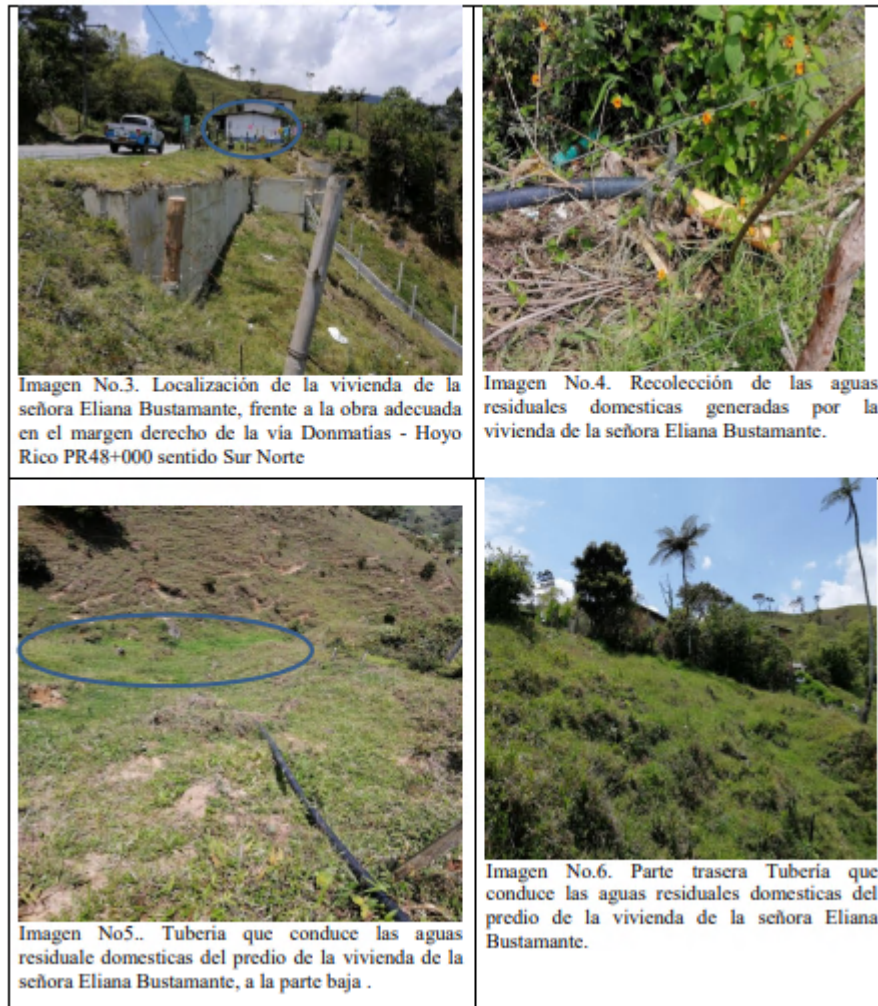 Imagen No.3. Localización de la vivienda de la
señora Eliana Bustamante, frente a la obra adecuada
en el margen derecho de la vía Donmatías - Hoyo
Rico PR48+000 sentido Sur Norte
Imagen No.4. Recolección de las aguas
residuales domesticas generadas por la
vivienda de la señora Eliana Bustamante.
Imagen No5.. Tuberia que conduce las aguas
residuale domesticas del predio de la vivienda de la
señora Eliana Bustamante, a la parte baja .
Imagen No.6. Parte trasera Tubería que
conduce las aguas residuales domesticas del
predio de la vivienda de la señora Eliana
Bustamante.